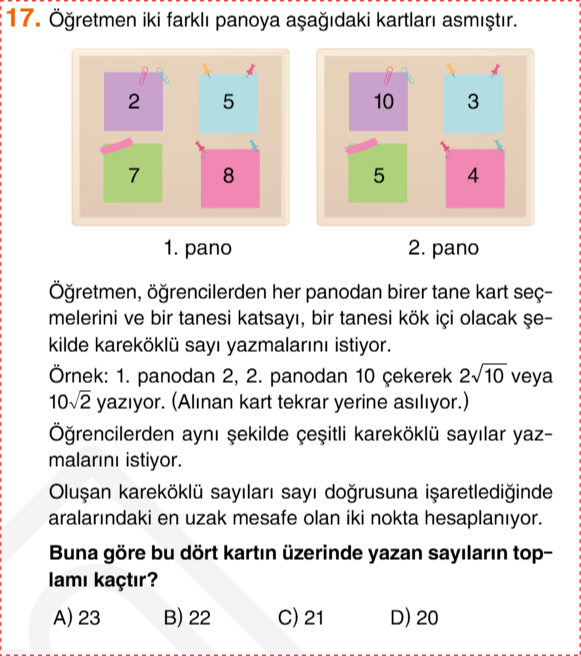 17. Öğretmen iki farklı panoya aşağıdaki kartları asmıştır.
2 5
7 8
10 3
5 4
1. pano
2. pano
Öğretmen, öğrencilerden her panodan birer tane kart seç-
melerini ve bir tanesi katsayı, bir tanesi kök içi olacak şe-
kilde kareköklü sayı yazmalarını istiyor.
Örnek: 1. panodan 2, 2. panodan 10 çekerek 2√10 veya
10√2 yazıyor. (Alınan kart tekrar yerine asılıyor.)
Öğrencilerden aynı şekilde çeşitli kareköklü sayılar yaz-
malarını istiyor.
Oluşan kareköklü sayıları sayı doğrusuna işaretlediğinde
aralarındaki en uzak mesafe olan iki nokta hesaplanıyor.
Buna göre bu dört kartın üzerinde yazan sayıların top-
lamı kaçtır?
A) 23 B) 22 C) 21 D) 20